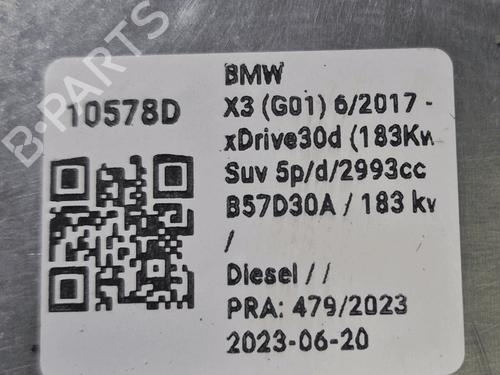 B-PARTS
10578D
BMW
X3 (G01) 6/2017 -
xDrive30d (183Kw
Suv 5p/d/2993cc
B57D30A / 183 kv
/
Diesel / /
PRA: 479/2023
2023-06-20